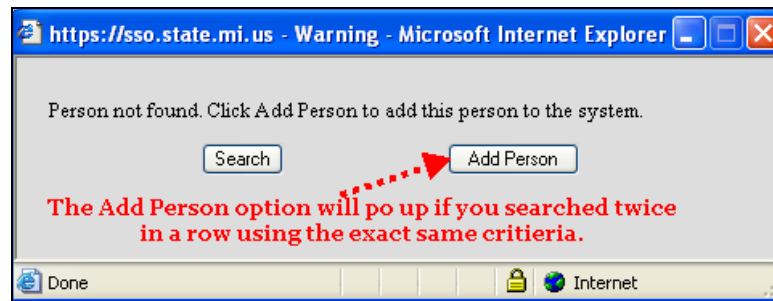 https://sso.state.mi.us - Warning - Microsoft Internet Explorer
Person not found. Click Add Person to add this person to the system.
Search Add Person
The Add Person option will po up if you searched twice
in a row using the exact same critieria.
Done Internet